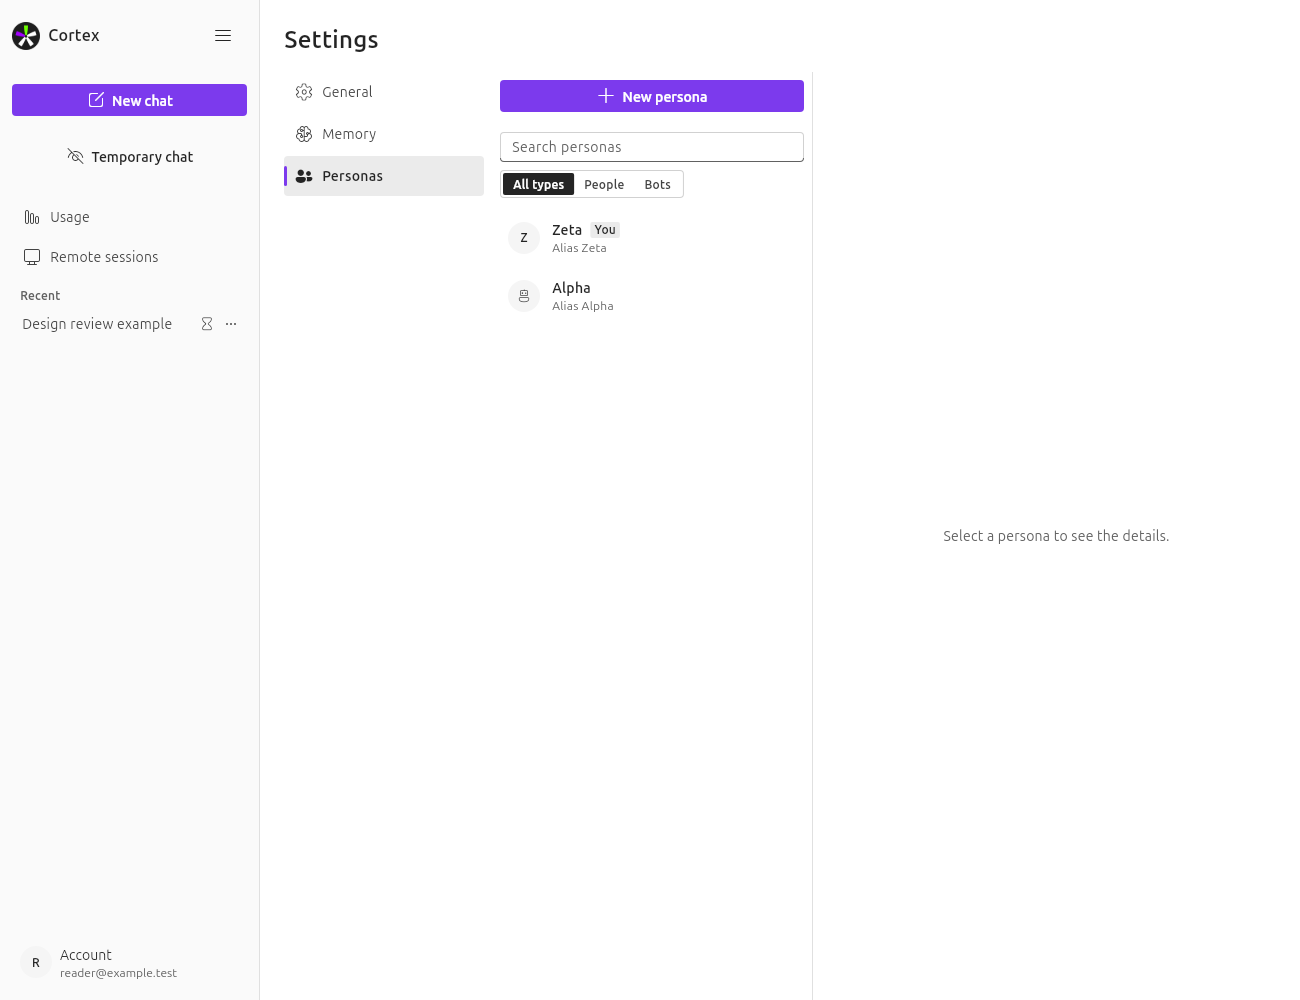 Cortex
New chat
Temporary chat
Usage
Remote sessions
Recent
Design review example
R
Account
reader@example.test
Settings
General
Memory
Personas
New persona
Search personas
All types People Bots
Z
Zeta You
Alias Zeta
Alpha
Alias Alpha
Select a persona to see the details.